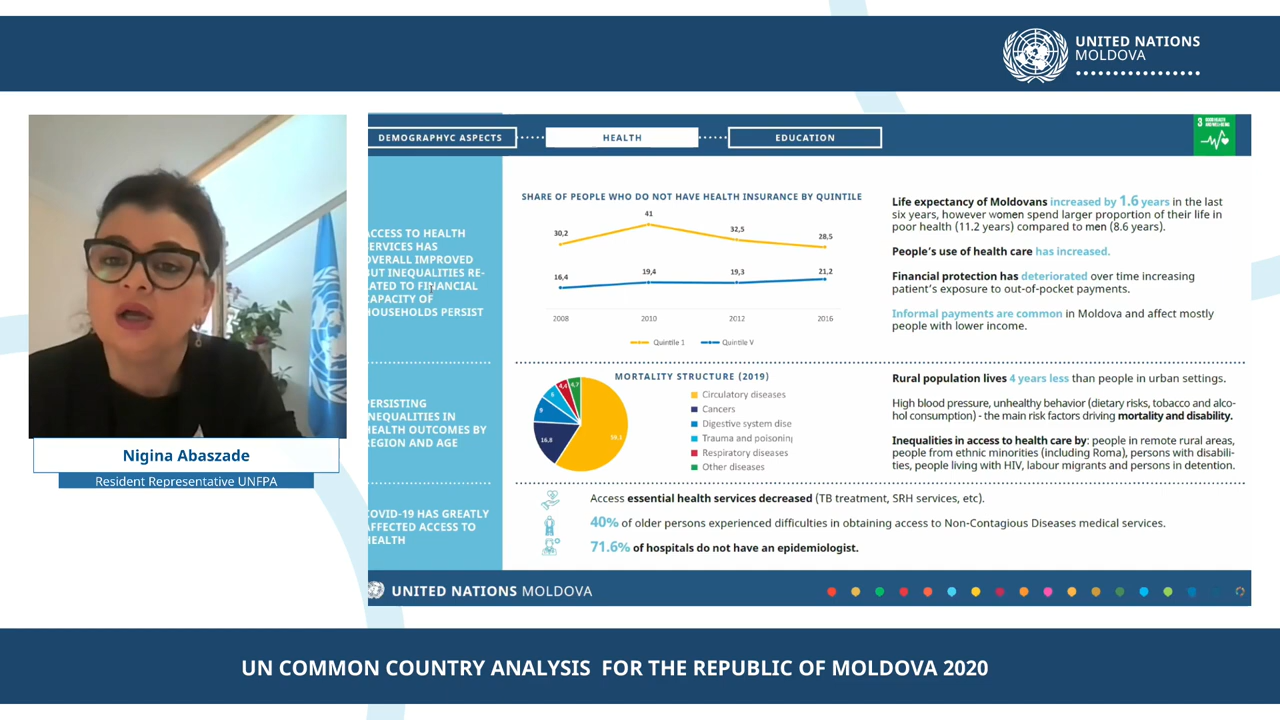 UNITED NATIONS
MOLDOVA
DEMOGRAPHYC ASPECTS
HEALTH
EDUCATION
3 GOOD HEALTH
AND WELL-BEING
ACCESS TO HEALTH
SERVICES HAS
OVERALL IMPROVED
BUT INEQUALITIES RE-
LATED TO FINANCIAL
CAPACITY OF
HOUSEHOLDS PERSIST
SHARE OF PEOPLE WHO DO NOT HAVE HEALTH INSURANCE BY QUINTILE
30,2
41
32,5
28,5
16,4
19,4
19,3
21,2
2008
2010
2012
2016
Quintile 1
Quintile V
Life expectancy of Moldovans increased by 1.6 years in the last
six years, however women spend larger proportion of their life in
poor health (11.2 years) compared to men (8.6 years).
People's use of health care has increased.
Financial protection has deteriorated over time increasing
patient's exposure to out-of-pocket payments.
Informal payments are common in Moldova and affect mostly
people with lower income.
PERSISTING
INEQUALITIES IN
HEALTH OUTCOMES BY
REGION AND AGE
MORTALITY STRUCTURE (2019)
16,8
9
6
4,7
Circulatory diseases
Cancers
Digestive system dise
Trauma and poisoning
Respiratory diseases
Other diseases
Rural population lives 4 years less than people in urban settings.
High blood pressure, unhealthy behavior (dietary risks, tobacco and alco-
hol consumption) - the main risk factors driving mortality and disability.
Inequalities in access to health care by: people in remote rural areas,
people from ethnic minorities (including Roma), persons with disabili-
ties, people living with HIV, labour migrants and persons in detention.
COVID-19 HAS GREATLY
AFFECTED ACCESS TO
HEALTH
Access essential health services decreased (TB treatment, SRH services, etc).
40% of older persons experienced difficulties in obtaining access to Non-Contagious Diseases medical services.
71.6% of hospitals do not have an epidemiologist.
UNITED NATIONS MOLDOVA
Nigina Abaszade
Resident Representative UNFPA
UN COMMON COUNTRY ANALYSIS FOR THE REPUBLIC OF MOLDOVA 2020